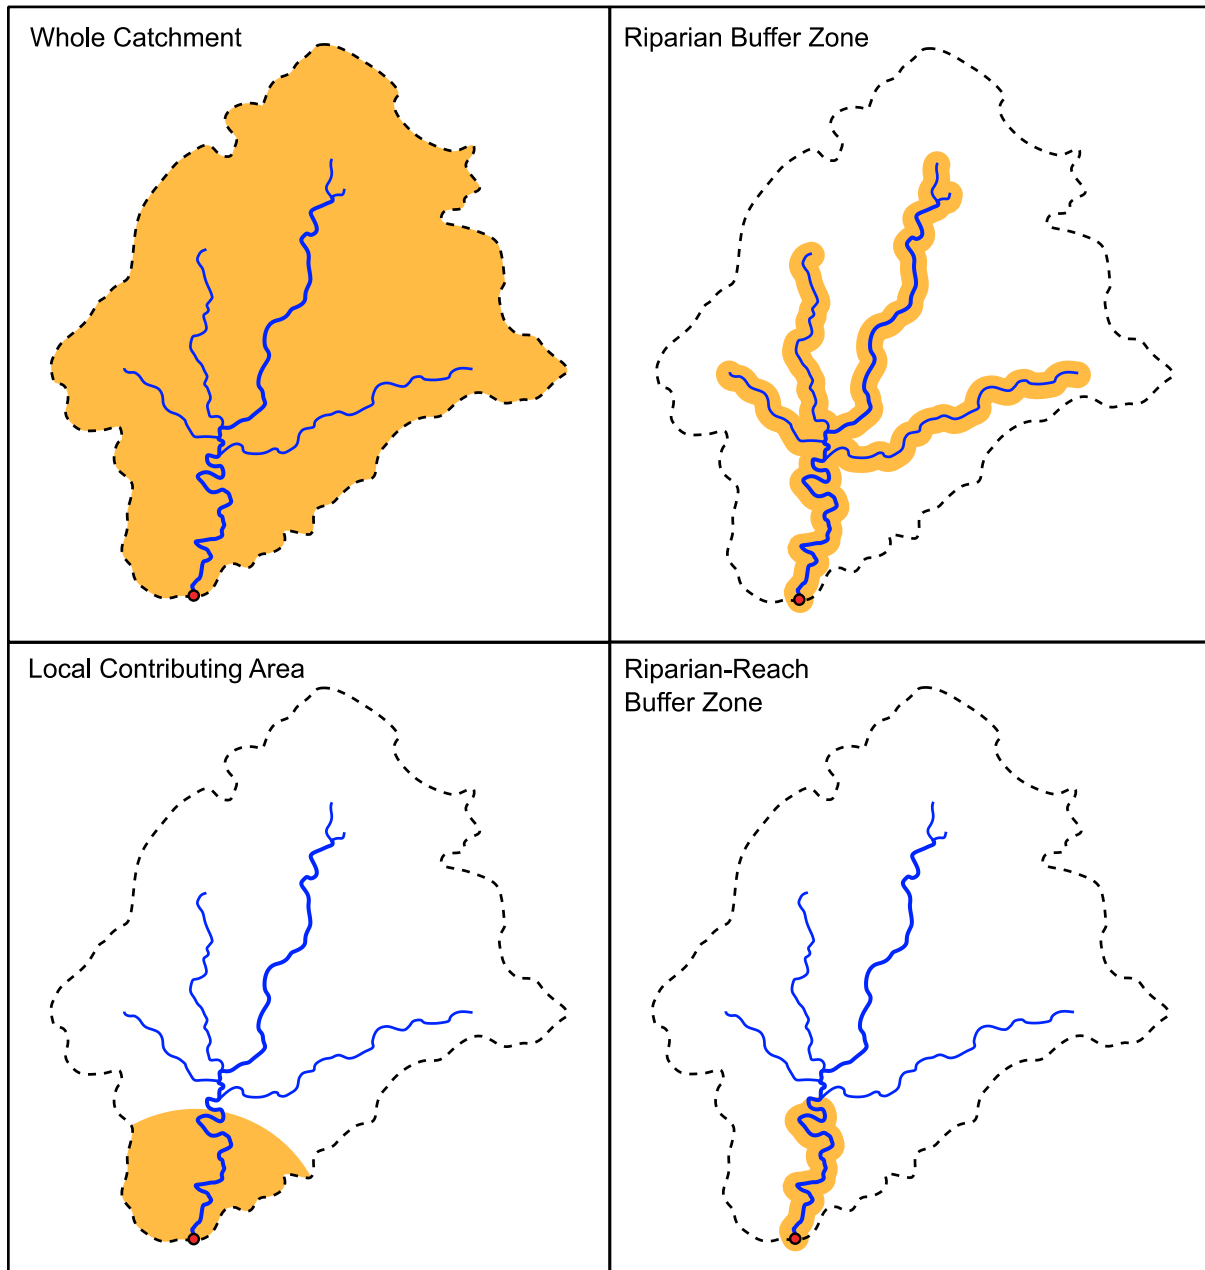 Whole Catchment
Riparian Buffer Zone
Local Contributing Area
Riparian-Reach
Buffer Zone